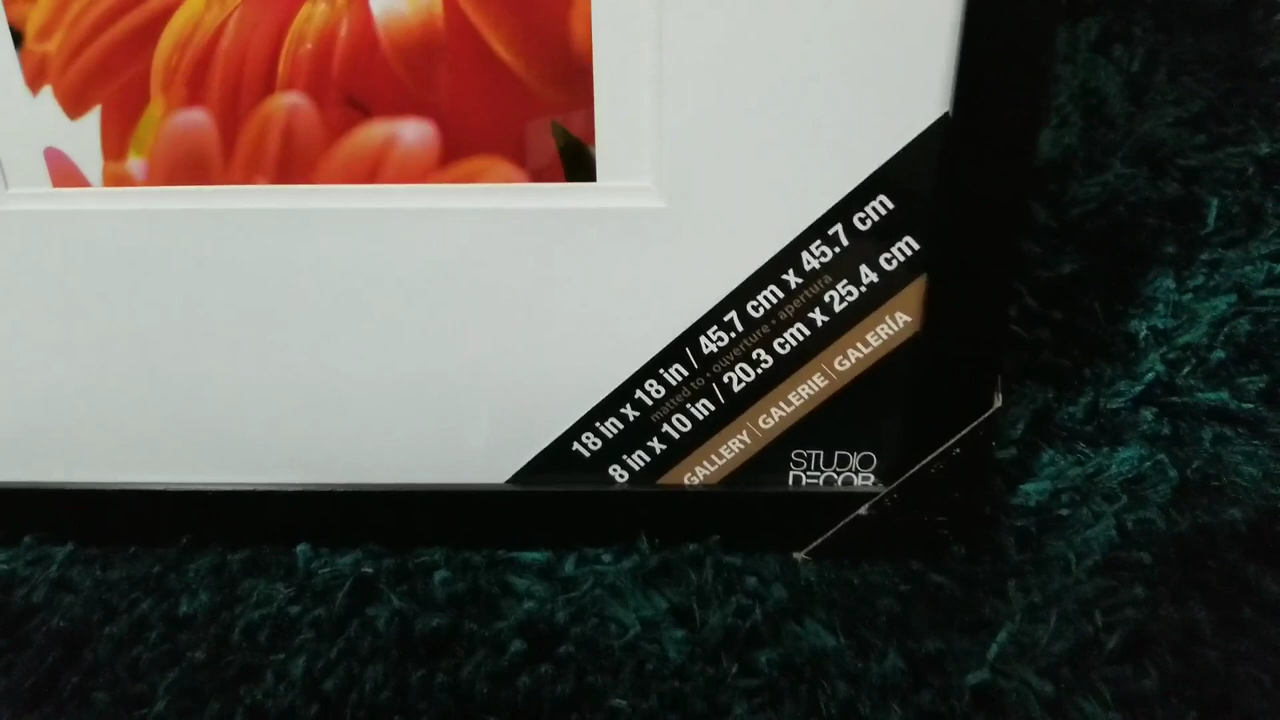 18 in x 18 in / 45.7 cm x 45.7 cm
matted to • ouverture • apertura
8 in x 10 in / 20.3 cm x 25.4 cm
GALLERY | GALERIE | GALERÍA
STUDIO
DECOR